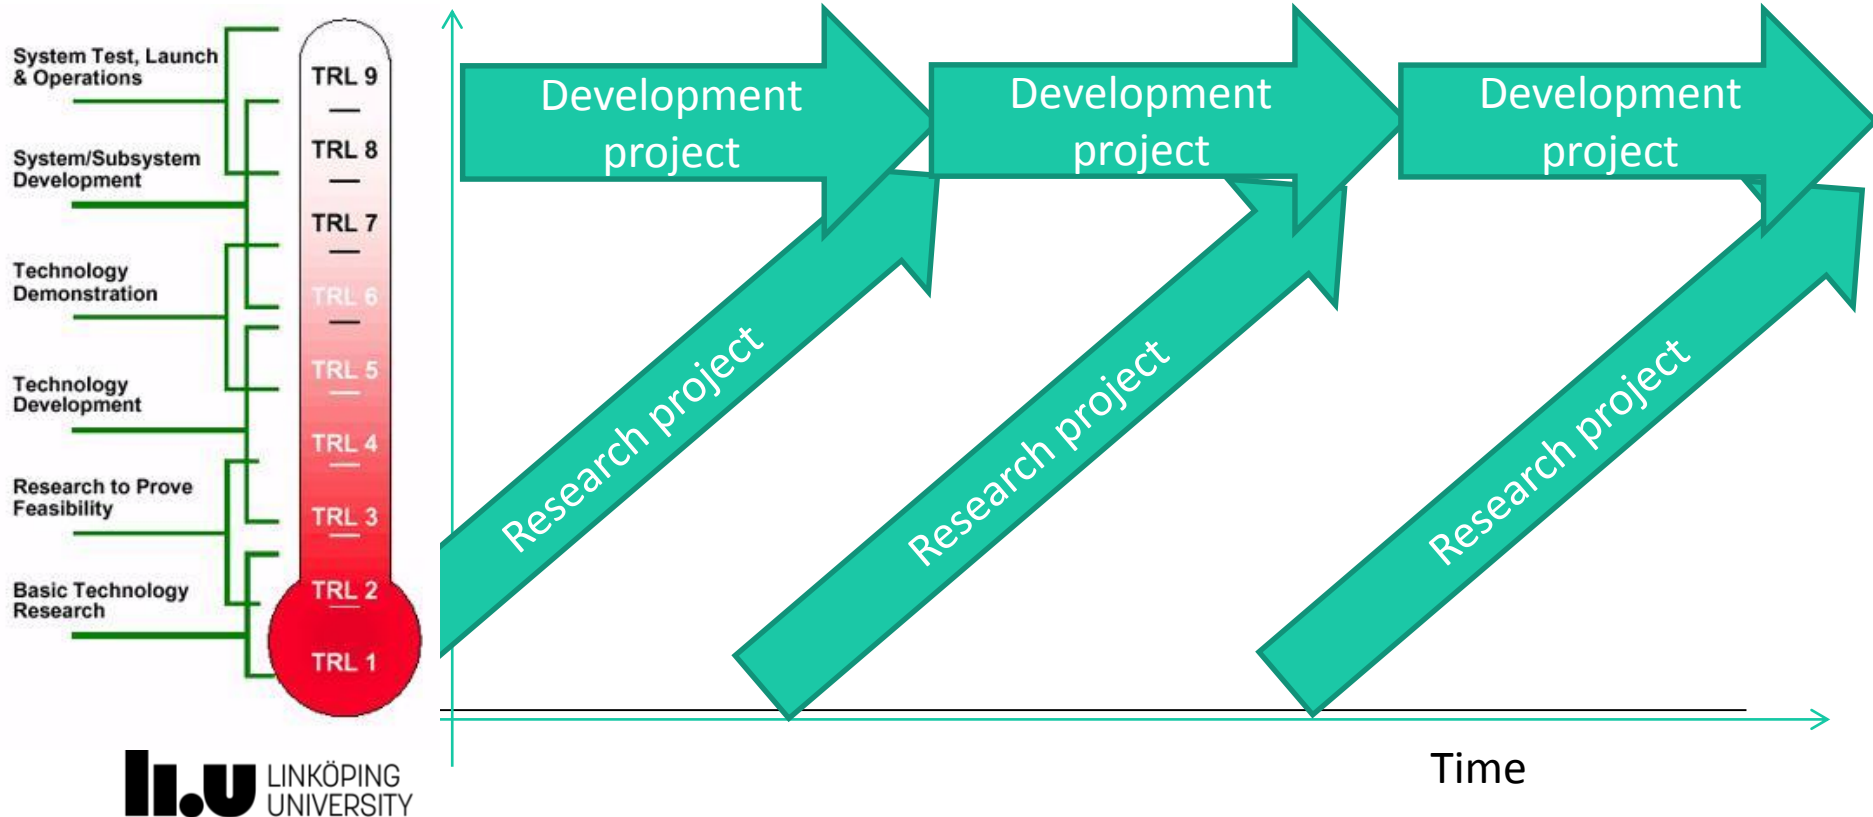 System Test, Launch
& Operations
System/Subsystem
Development
Technology
Demonstration
Technology
Development
Research to Prove
Feasibility
Basic Technology
Research
TRL 9
TRL 8
TRL 7
TRL 6
TRL 5
TRL 4
TRL 3
TRL 2
TRL 1
Development
project
Development
project
Development
project
Research project
Research project
Research project
Time
li.u LINKÖPING
UNIVERSITY